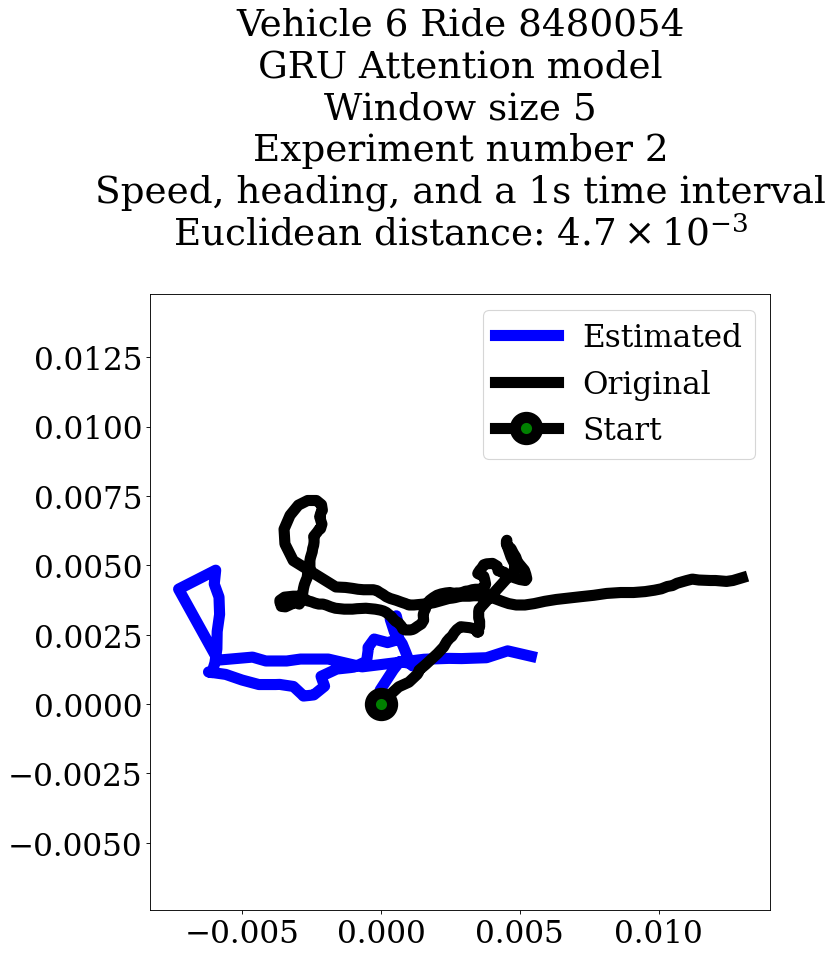 Vehicle 6 Ride 8480054
GRU Attention model
Window size 5
Experiment number 2
Speed, heading, and a 1s time interval
Euclidean distance: 4.7 × 10⁻³
Estimated
Original
Start
0.0125
0.0100
0.0075
0.0050
0.0025
0.0000
−0.0025
−0.0050
−0.005 0.000 0.005 0.010